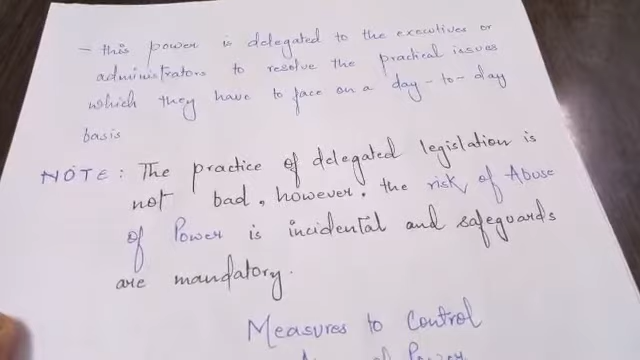 - this power is delegated to the executives or
administrators to resolve the practical issues
which they have to face on a day-to-day
basis
NOTE: The practice of delegated legislation is
not bad, however, the risk of Abuse
of Power is incidental and safeguards
are mandatory.
Measures to Control
of Power